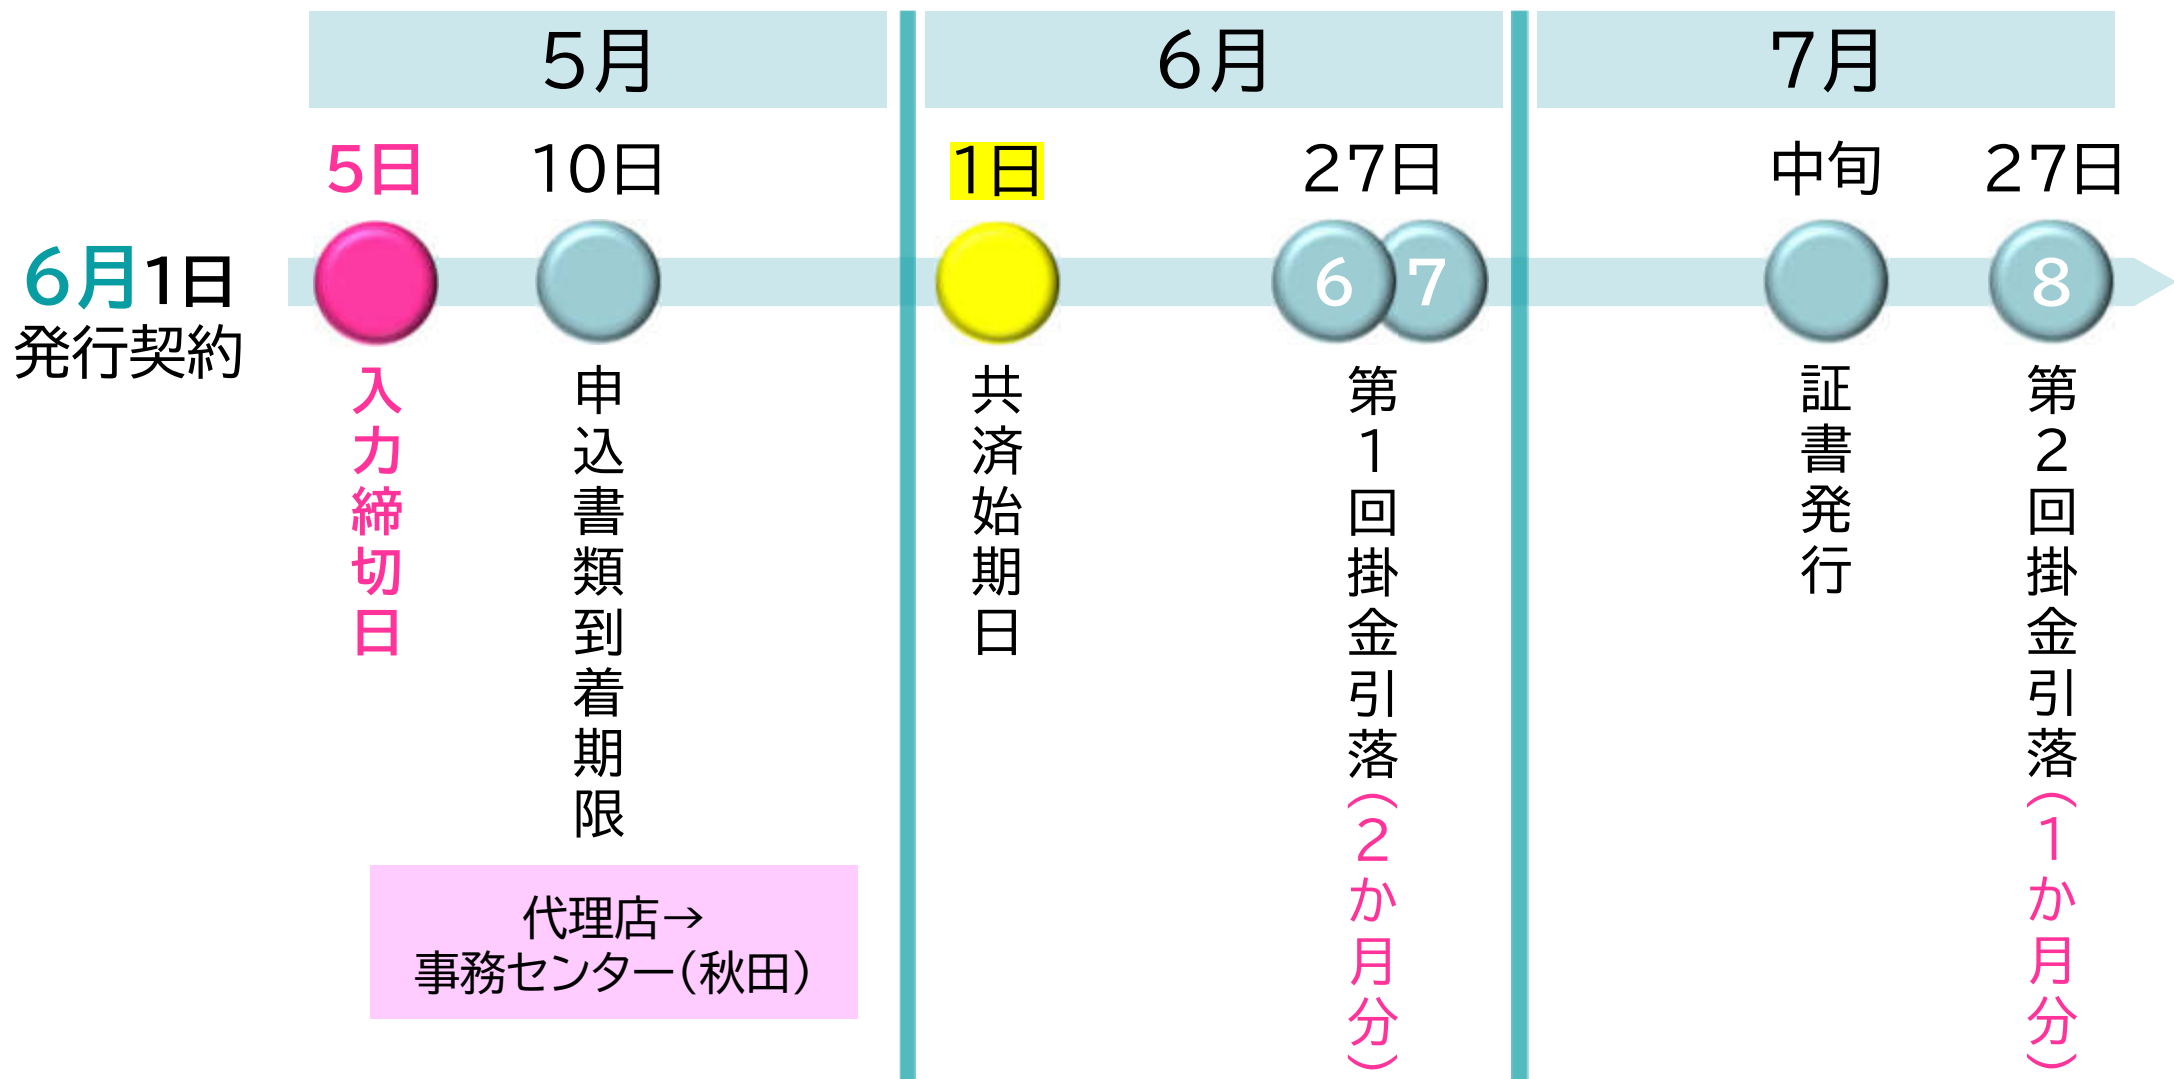 5月
6月
7月
5日
10日
1日
27日
中旬
27日
6月1日
発行契約
6
7
8
入力締切日
申込書類到着期限
共済始期日
第1回掛金引落(2か月分)
証書発行
第2回掛金引落(1か月分)
代理店→
事務センター(秋田)